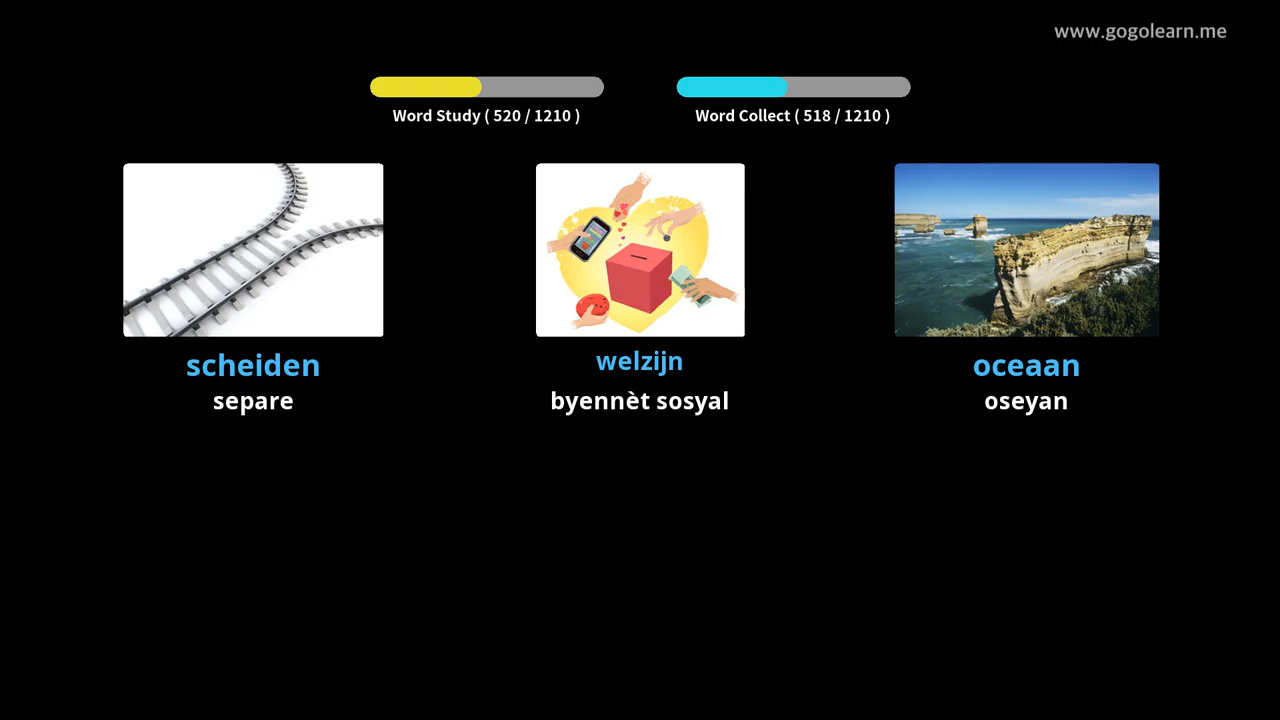 www.gogolearn.me
Word Study ( 520 / 1210 )
Word Collect ( 518 / 1210 )
scheiden
separe
welzijn
byennèt sosyal
oceaan
oseyan